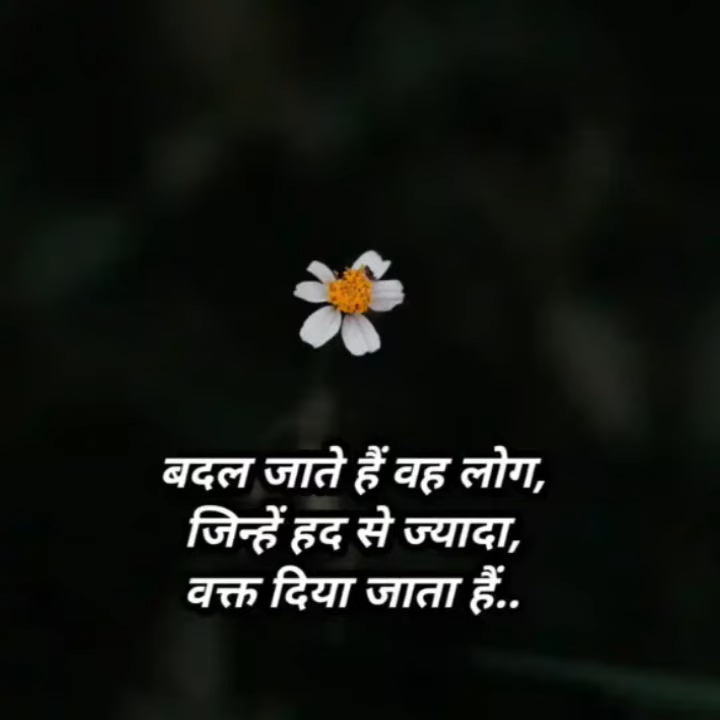 बदल जाते हैं वह लोग,
जिन्हें हद से ज्यादा,
वक्त दिया जाता हैं..